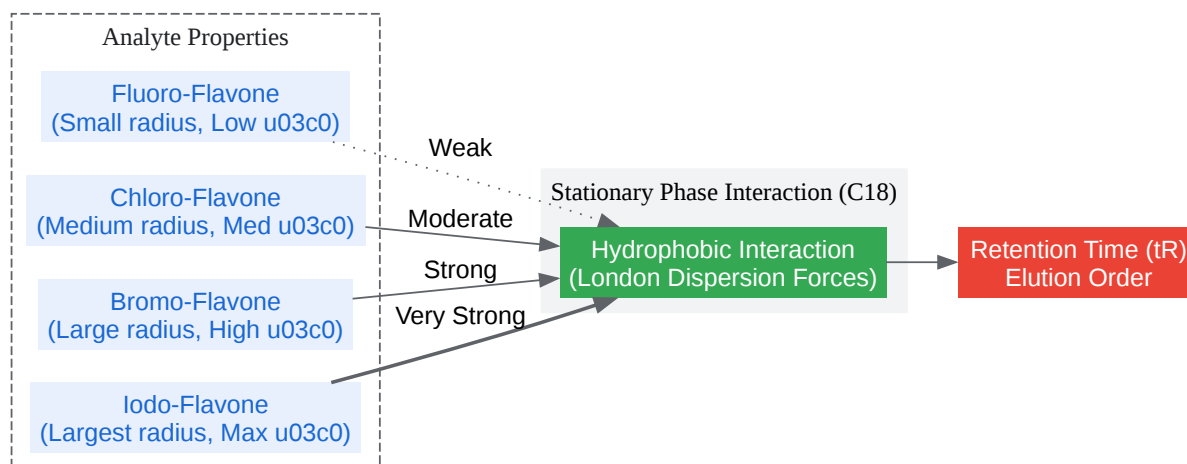 Analyte Properties
Fluoro-Flavone
(Small radius, Low u03c0)
Chloro-Flavone
(Medium radius, Med u03c0)
Bromo-Flavone
(Large radius, High u03c0)
Iodo-Flavone
(Largest radius, Max u03c0)
Weak
Moderate
Strong
Very Strong
Stationary Phase Interaction (C18)
Hydrophobic Interaction
(London Dispersion Forces)
Retention Time (tR)
Elution Order